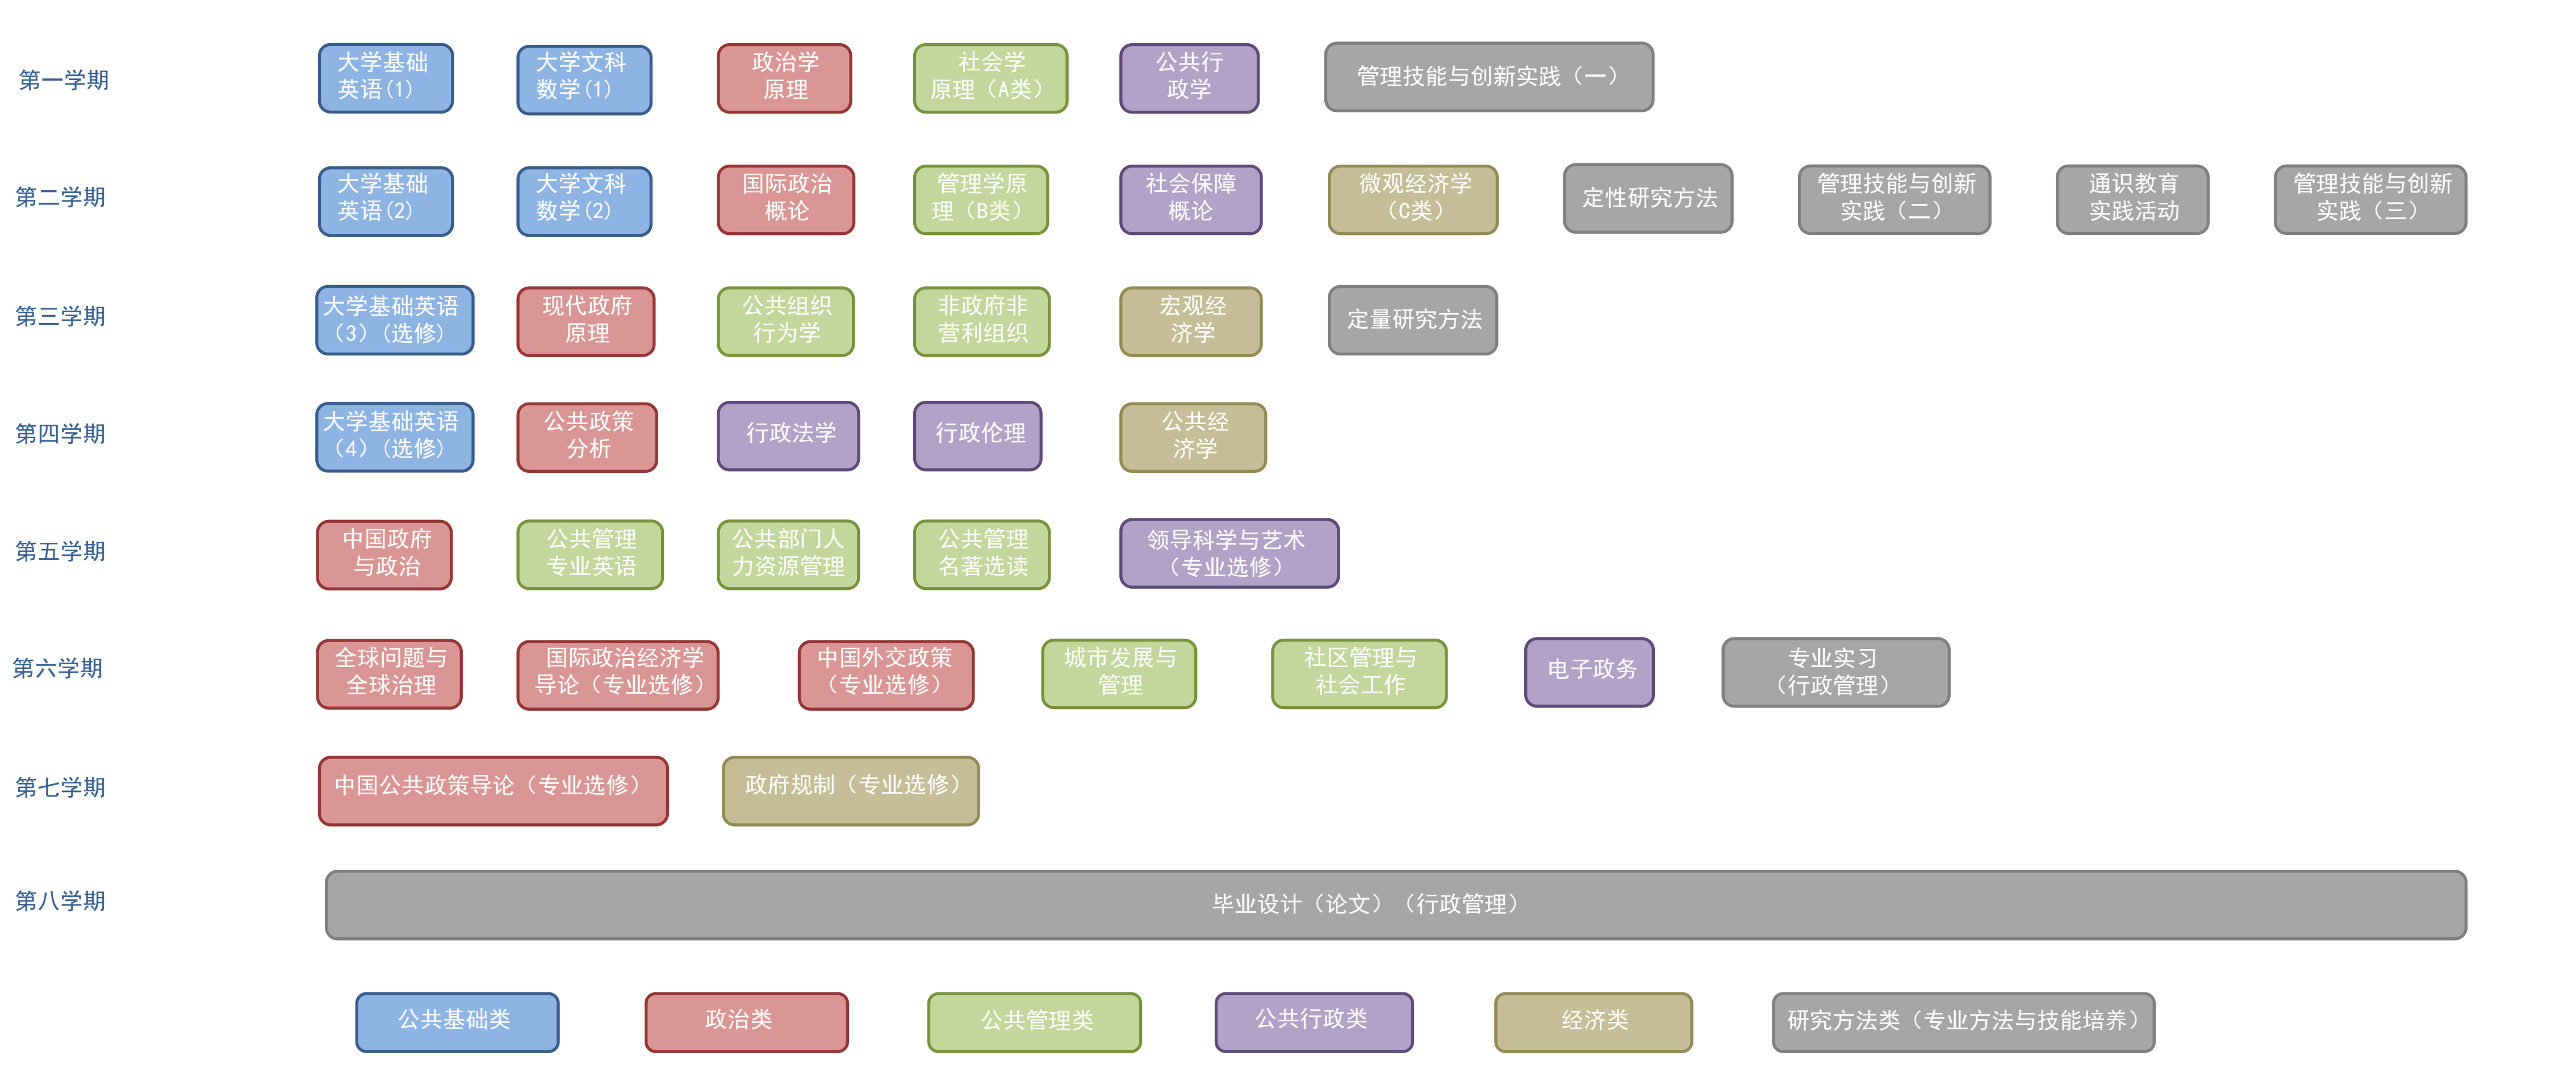 第一学期
大学基础
英语(1)
大学文科
数学(1)
政治学
原理
社会学
原理（A类）
公共行
政学
管理技能与创新实践（一）
第二学期
大学基础
英语(2)
大学文科
数学(2)
国际政治
概论
管理学原
理（B类）
社会保障
概论
微观经济学
（C类）
定性研究方法
管理技能与创新
实践（二）
通识教育
实践活动
管理技能与创新
实践（三）
第三学期
大学基础英语
（3）(选修)
现代政府
原理
公共组织
行为学
非政府非
营利组织
宏观经
济学
定量研究方法
第四学期
大学基础英语
（4）(选修)
公共政策
分析
行政法学
行政伦理
公共经
济学
第五学期
中国政府
与政治
公共管理
专业英语
公共部门人
力资源管理
公共管理
名著选读
领导科学与艺术
（专业选修）
第六学期
全球问题与
全球治理
国际政治经济学
导论（专业选修）
中国外交政策
（专业选修）
城市发展与
管理
社区管理与
社会工作
电子政务
专业实习
（行政管理）
第七学期
中国公共政策导论（专业选修）
政府规制（专业选修）
第八学期
毕业设计（论文）（行政管理）
公共基础类
政治类
公共管理类
公共行政类
经济类
研究方法类（专业方法与技能培养）